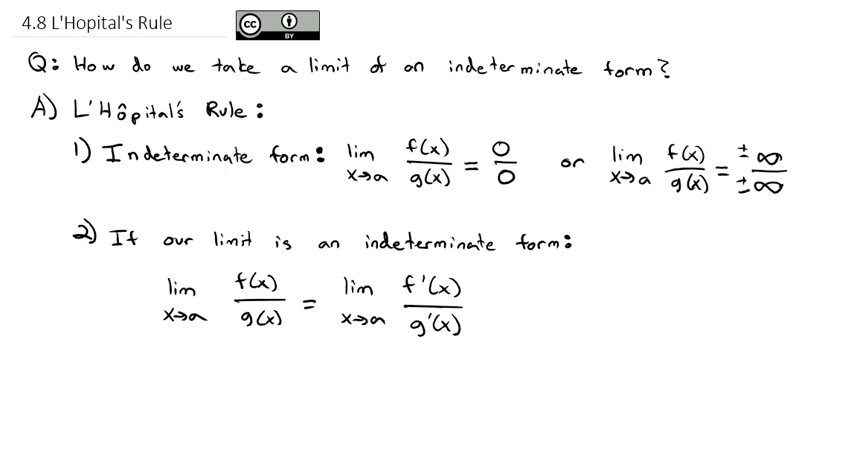 4.8 L'Hopital's Rule cc BY
Q: How do we take a limit of an indeterminate form?
A) L'Hôpital's Rule:
1) Indeterminate form: lim x→a f(x)/g(x) = 0/0 or lim x→a f(x)/g(x) = ±∞/±∞
2) If our limit is an indeterminate form:
lim x→a f(x)/g(x) = lim x→a f'(x)/g'(x)